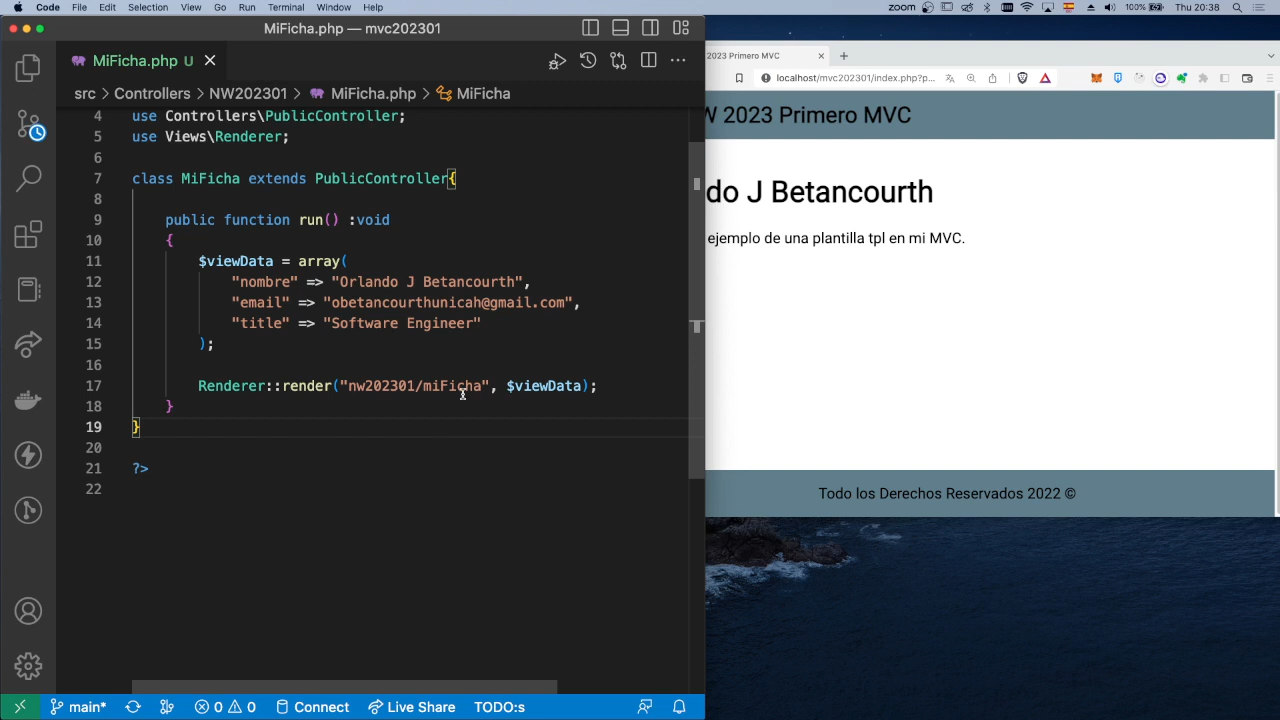 Code File Edit Selection View Go Run Terminal Window Help
zoom 100% Thu 20:38
MiFicha.php — mvc202301
MiFicha.php U
src > Controllers > NW202301 > MiFicha.php > MiFicha
4 use Controllers\PublicController;
5 use Views\Renderer;
6
7 class MiFicha extends PublicController{
8
9 public function run() :void
10 {
11 $viewData = array(
12 "nombre" => "Orlando J Betancourth",
13 "email" => "obetancourthunicah@gmail.com",
14 "title" => "Software Engineer"
15 );
16
17 Renderer::render("nw202301/miFicha", $viewData);
18 }
19 }
20
21 ?>
22
main* 0 0 Connect Live Share TODO:s
2023 Primero MVC
localhost/mvc202301/index.php?p...
W 2023 Primero MVC
do J Betancourth
ejemplo de una plantilla tpl en mi MVC.
Todo los Derechos Reservados 2022 ©